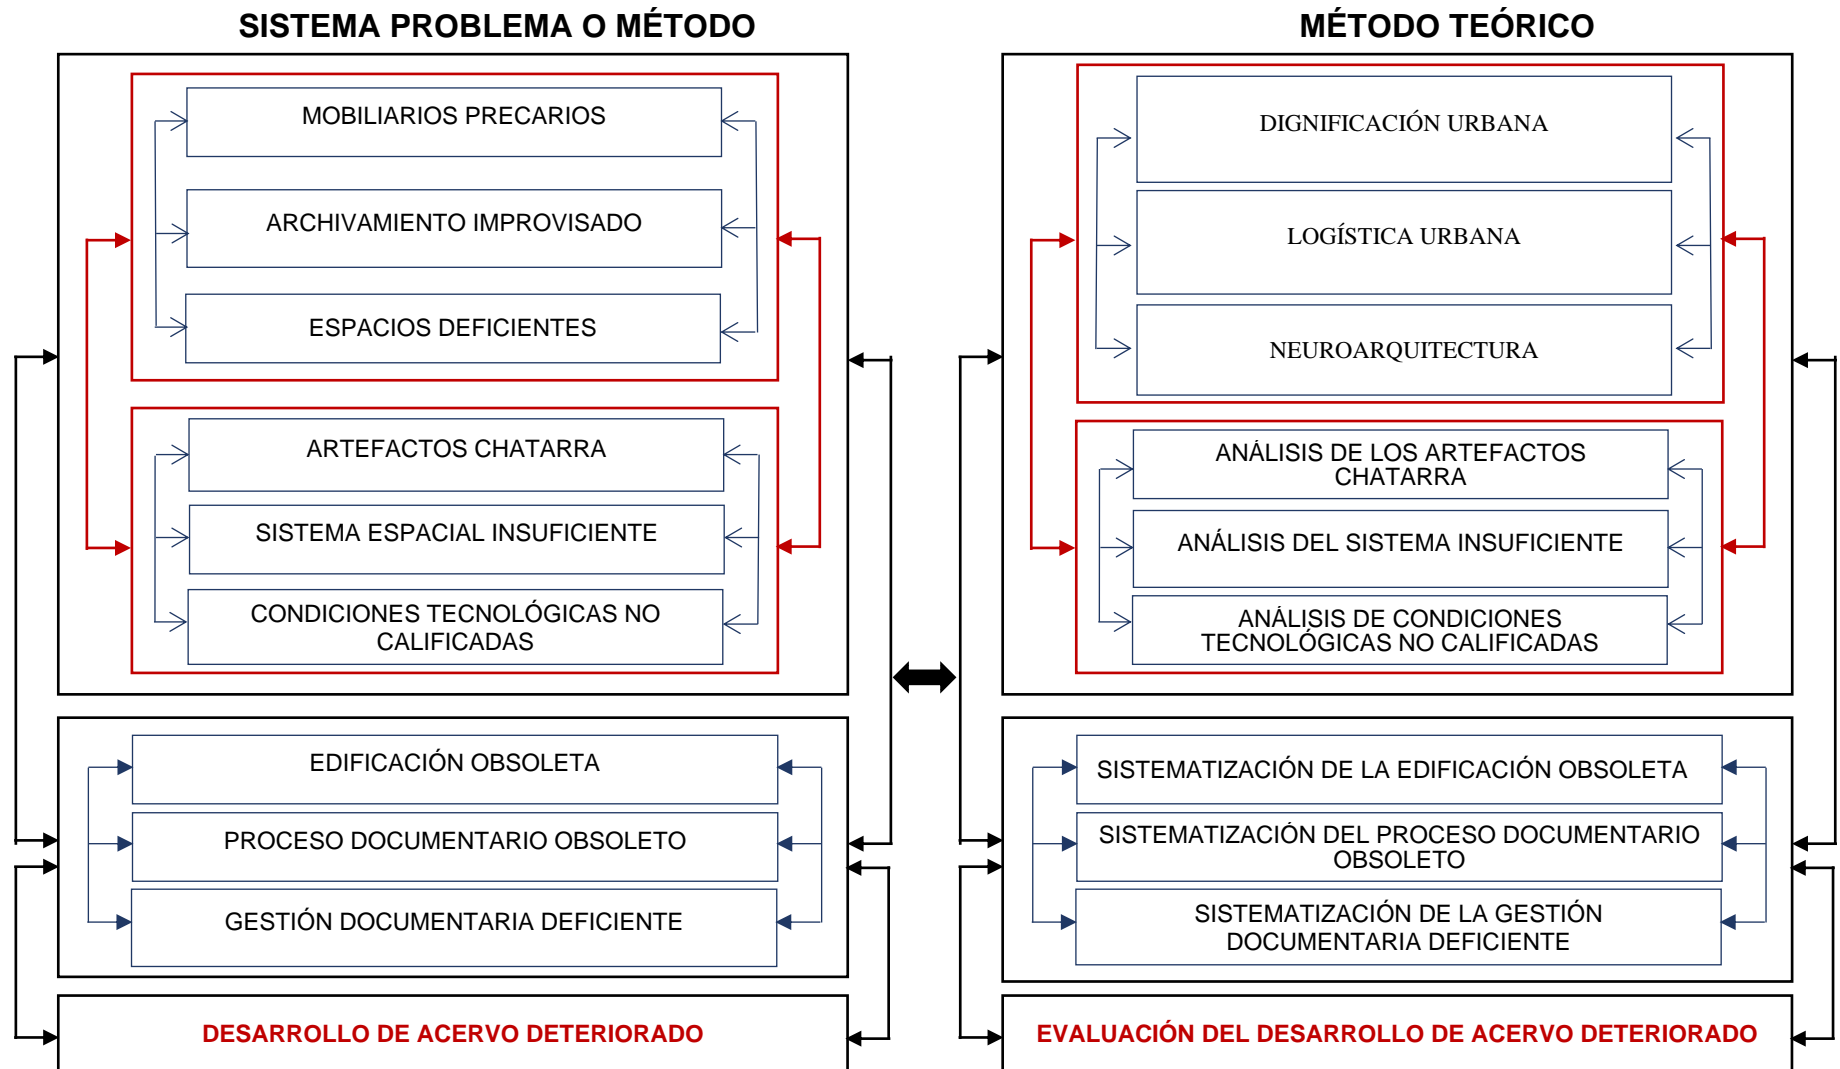 SISTEMA PROBLEMA O MÉTODO
MOBILIARIOS PRECARIOS
ARCHIVAMIENTO IMPROVISADO
ESPACIOS DEFICIENTES
ARTEFACTOS CHATARRA
SISTEMA ESPACIAL INSUFICIENTE
CONDICIONES TECNOLÓGICAS NO
CALIFICADAS
EDIFICACIÓN OBSOLETA
PROCESO DOCUMENTARIO OBSOLETO
GESTIÓN DOCUMENTARIA DEFICIENTE
DESARROLLO DE ACERVO DETERIORADO
MÉTODO TEÓRICO
DIGNIFICACIÓN URBANA
LOGÍSTICA URBANA
NEUROARQUITECTURA
ANÁLISIS DE LOS ARTEFACTOS
CHATARRA
ANÁLISIS DEL SISTEMA INSUFICIENTE
ANÁLISIS DE CONDICIONES
TECNOLÓGICAS NO CALIFICADAS
SISTEMATIZACIÓN DE LA EDIFICACIÓN OBSOLETA
SISTEMATIZACIÓN DEL PROCESO DOCUMENTARIO
OBSOLETO
SISTEMATIZACIÓN DE LA GESTIÓN
DOCUMENTARIA DEFICIENTE
EVALUACIÓN DEL DESARROLLO DE ACERVO DETERIORADO